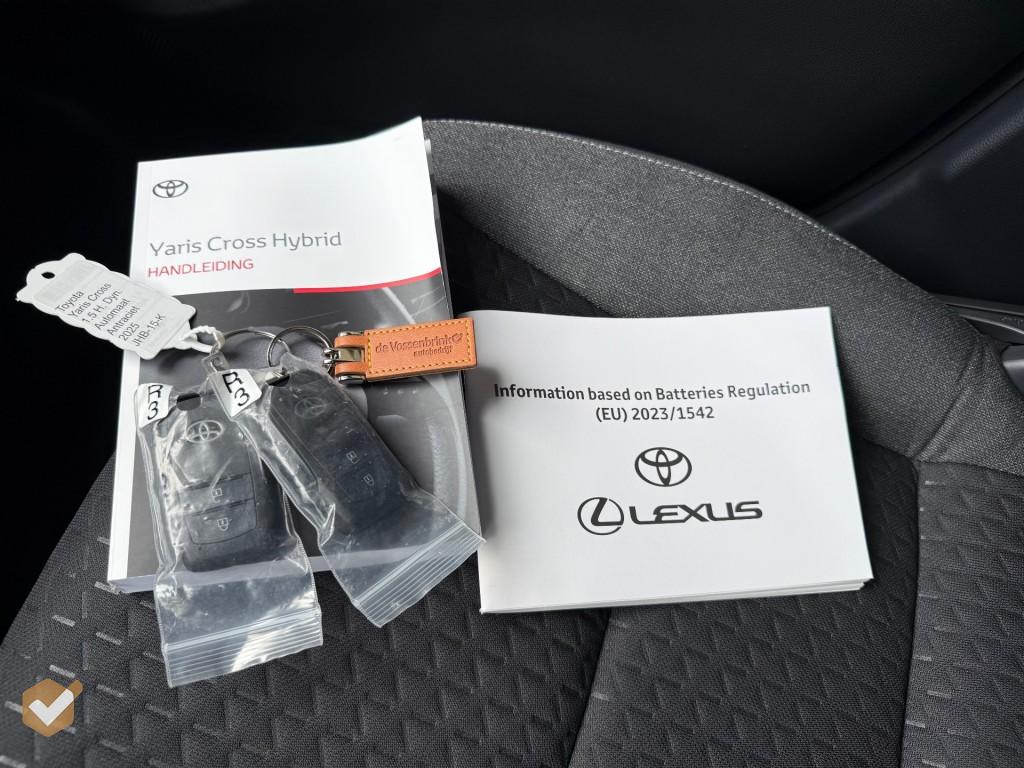 Yaris Cross Hybrid
HANDLEIDING
Toyota
Yaris Cross
1.5 H. Dyn.
Automaat
Antraciet
2025
JHB-15-K
de Vossenbrink
autobedrijf
R3
R3
Information based on Batteries Regulation
(EU) 2023/1542
LEXUS